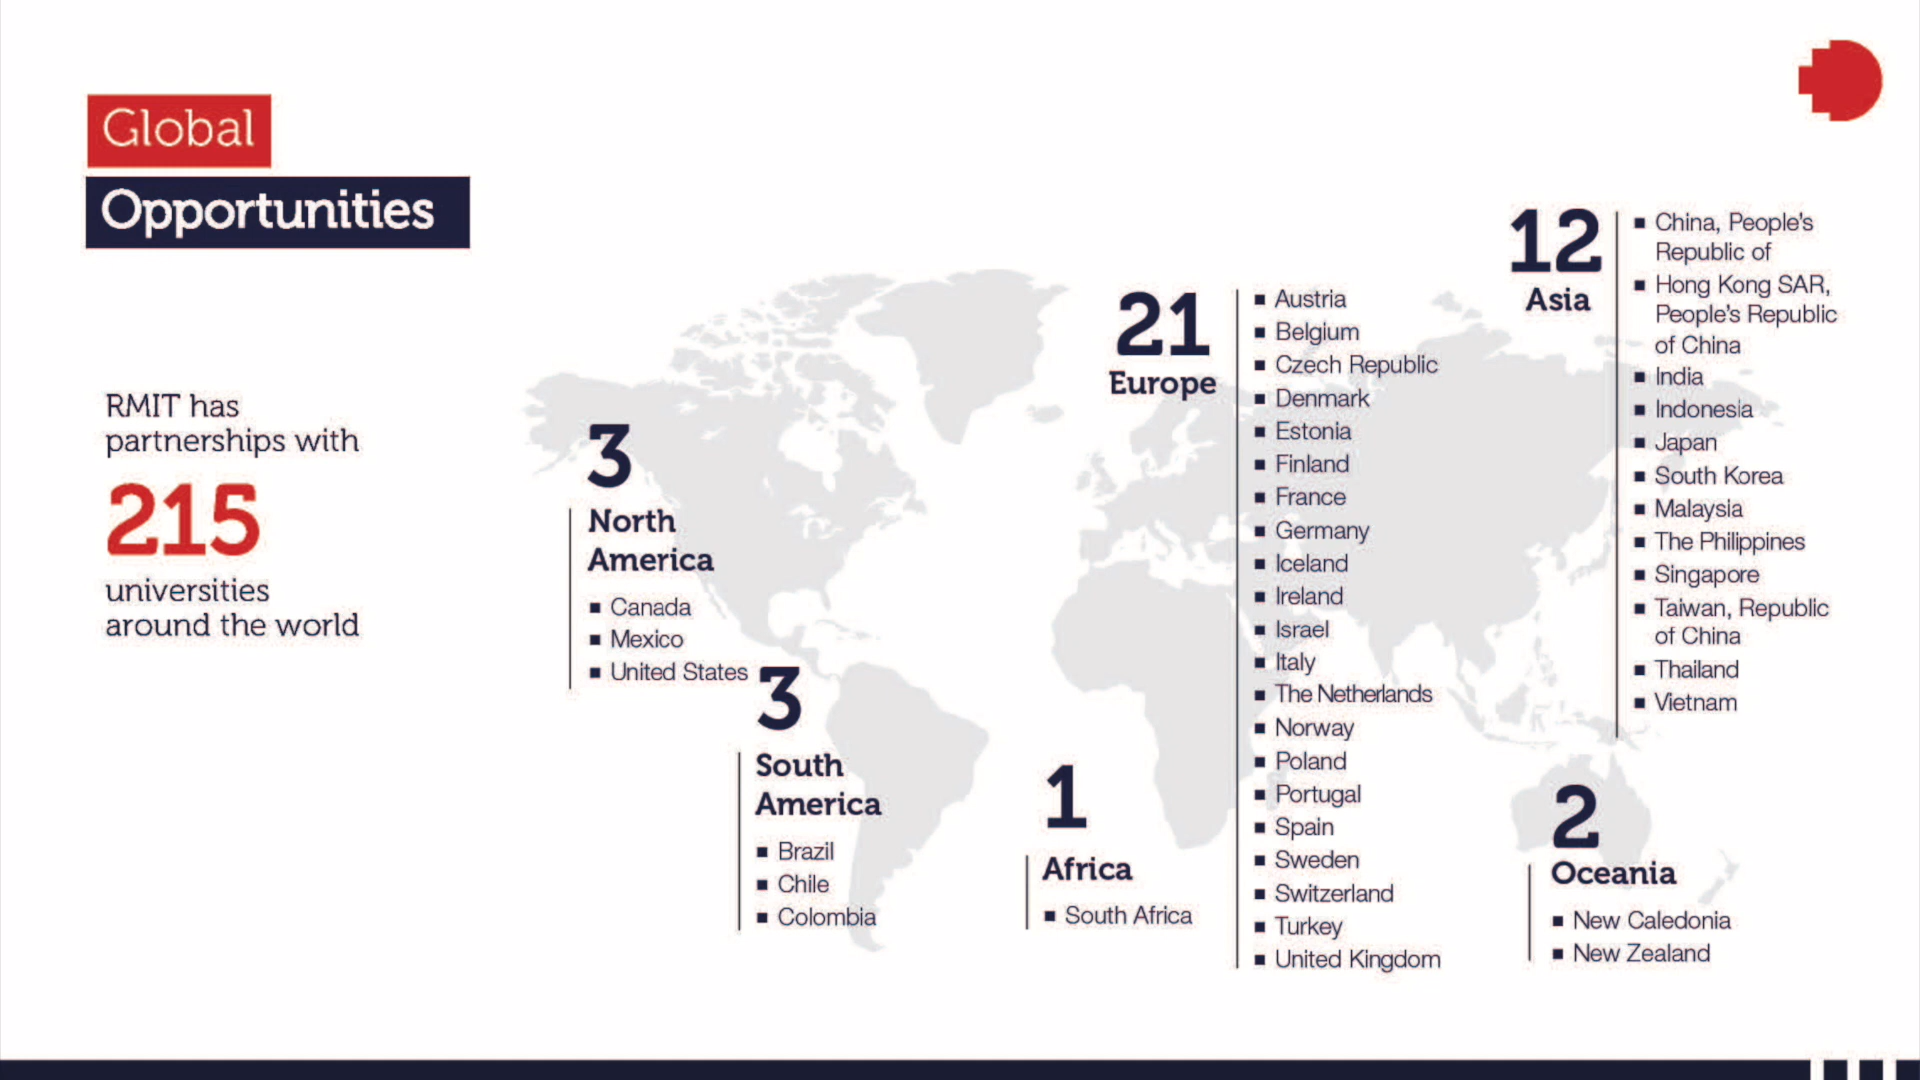 Global
Opportunities
RMIT has
partnerships with
215
universities
around the world
3
North
America
Canada
Mexico
United States
3
South
America
Brazil
Chile
Colombia
1
Africa
South Africa
21
Europe
Austria
Belgium
Czech Republic
Denmark
Estonia
Finland
France
Germany
Iceland
Ireland
Israel
Italy
The Netherlands
Norway
Poland
Portugal
Spain
Sweden
Switzerland
Turkey
United Kingdom
12
Asia
China, People's
Republic of
Hong Kong SAR,
People's Republic
of China
India
Indonesia
Japan
South Korea
Malaysia
The Philippines
Singapore
Taiwan, Republic
of China
Thailand
Vietnam
2
Oceania
New Caledonia
New Zealand